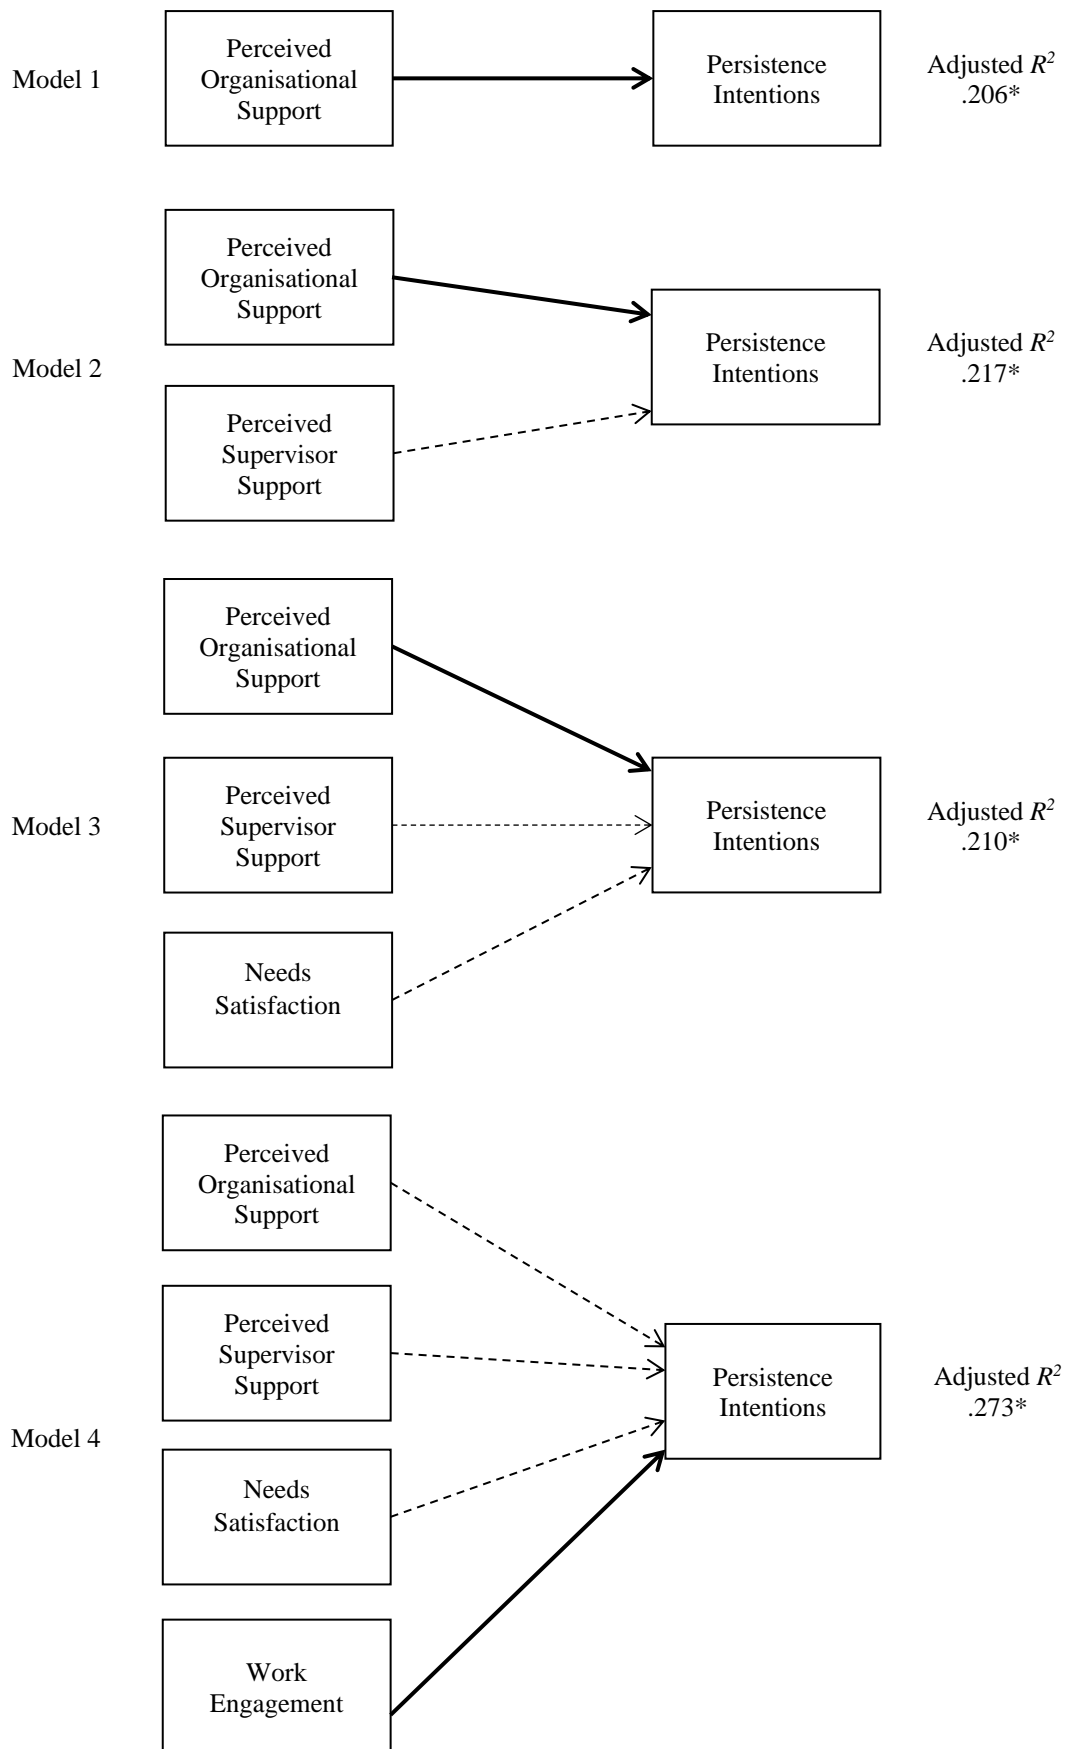 Model 1
Perceived
Organisational
Support
Persistence
Intentions
Adjusted R²
.206*
Model 2
Perceived
Organisational
Support
Perceived
Supervisor
Support
Persistence
Intentions
Adjusted R²
.217*
Model 3
Perceived
Organisational
Support
Perceived
Supervisor
Support
Needs
Satisfaction
Persistence
Intentions
Adjusted R²
.210*
Model 4
Perceived
Organisational
Support
Perceived
Supervisor
Support
Needs
Satisfaction
Work
Engagement
Persistence
Intentions
Adjusted R²
.273*